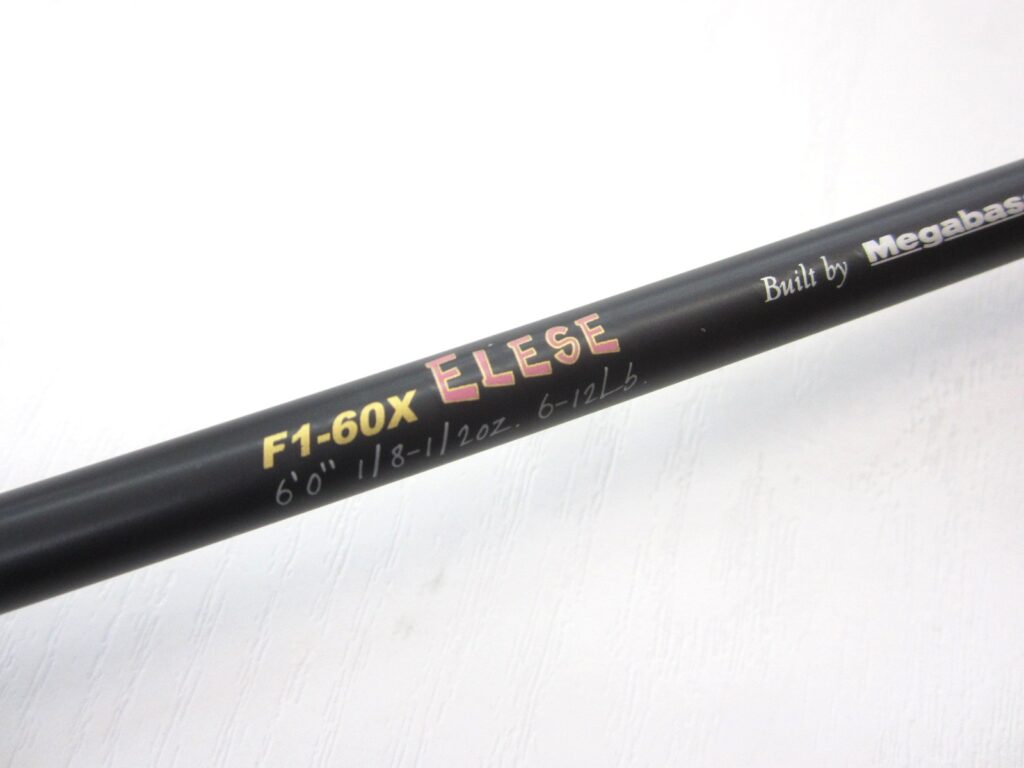 F1-60X ELESE
6'0" 1/8-1/2oz. 6-12Lb.
Built by Megabass